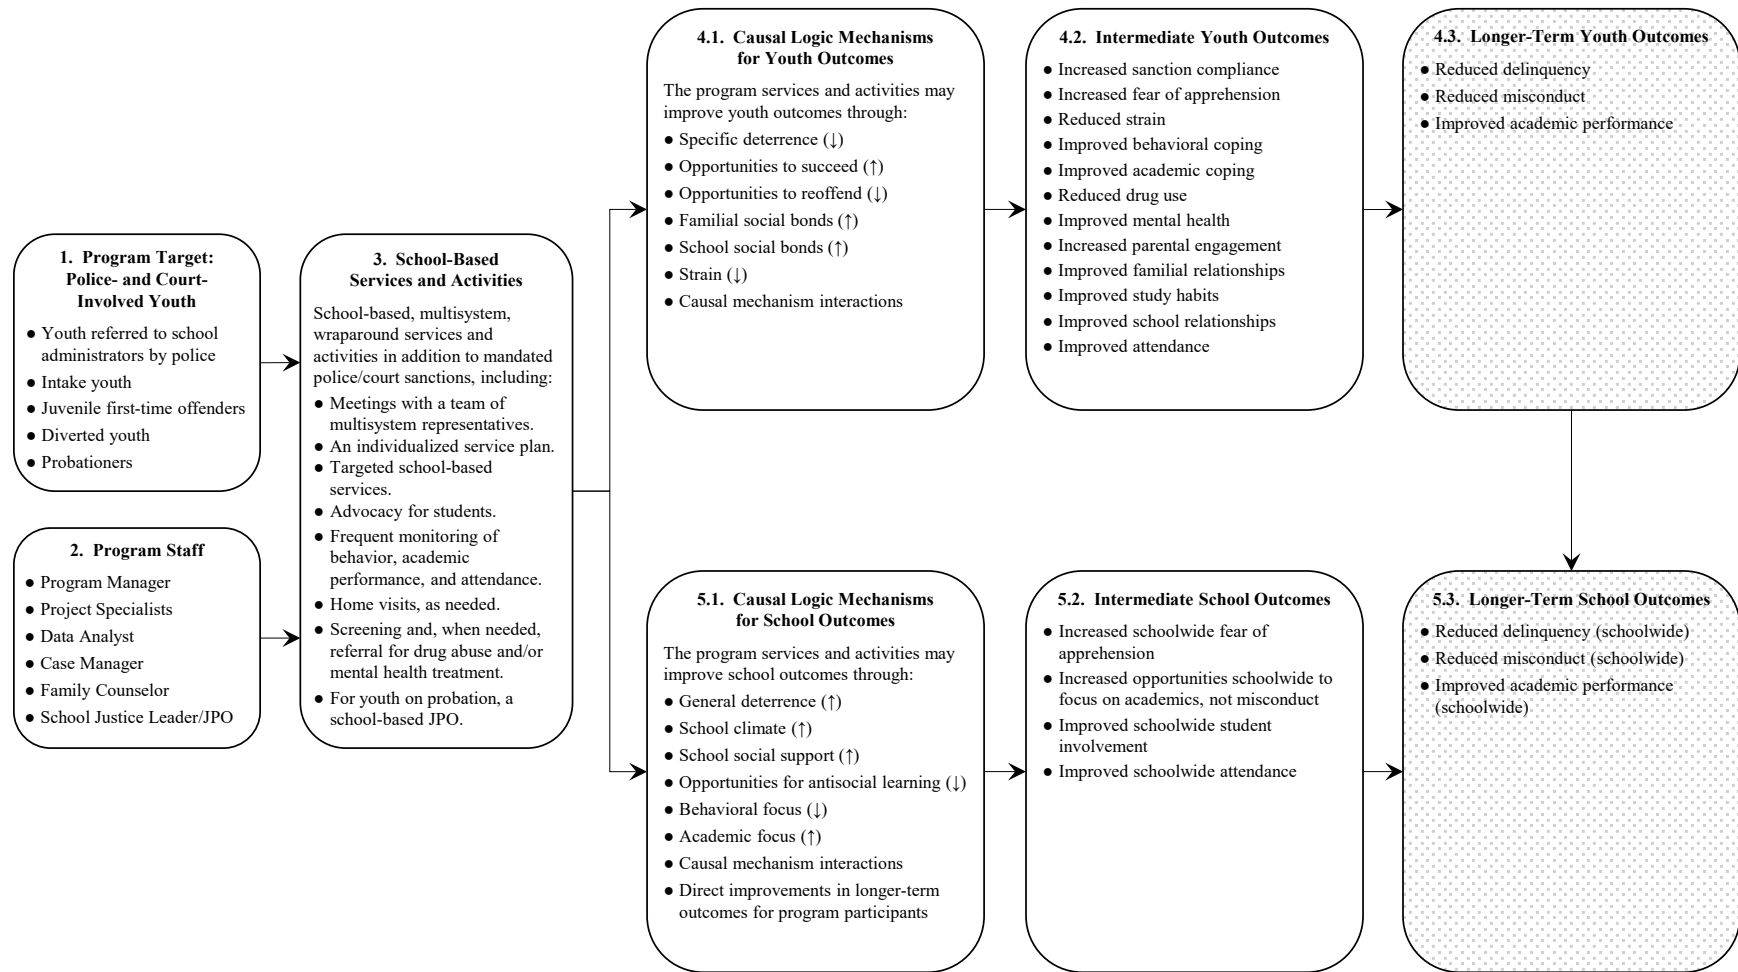 1. Program Target:
Police- and Court-
Involved Youth
● Youth referred to school
administrators by police
● Intake youth
● Juvenile first-time offenders
● Diverted youth
● Probationers
2. Program Staff
● Program Manager
● Project Specialists
● Data Analyst
● Case Manager
● Family Counselor
● School Justice Leader/JPO
3. School-Based
Services and Activities
School-based, multisystem,
wraparound services and
activities in addition to mandated
police/court sanctions, including:
● Meetings with a team of
multisystem representatives.
● An individualized service plan.
● Targeted school-based
services.
● Advocacy for students.
● Frequent monitoring of
behavior, academic
performance, and attendance.
● Home visits, as needed.
● Screening and, when needed,
referral for drug abuse and/or
mental health treatment.
● For youth on probation, a
school-based JPO.
4.1. Causal Logic Mechanisms
for Youth Outcomes
The program services and activities may
improve youth outcomes through:
● Specific deterrence (↓)
● Opportunities to succeed (↑)
● Opportunities to reoffend (↓)
● Familial social bonds (↑)
● School social bonds (↑)
● Strain (↓)
● Causal mechanism interactions
4.2. Intermediate Youth Outcomes
● Increased sanction compliance
● Increased fear of apprehension
● Reduced strain
● Improved behavioral coping
● Improved academic coping
● Reduced drug use
● Improved mental health
● Increased parental engagement
● Improved familial relationships
● Improved study habits
● Improved school relationships
● Improved attendance
4.3. Longer-Term Youth Outcomes
● Reduced delinquency
● Reduced misconduct
● Improved academic performance
5.1. Causal Logic Mechanisms
for School Outcomes
The program services and activities may
improve school outcomes through:
● General deterrence (↑)
● School climate (↑)
● School social support (↑)
● Opportunities for antisocial learning (↓)
● Behavioral focus (↓)
● Academic focus (↑)
● Causal mechanism interactions
● Direct improvements in longer-term
outcomes for program participants
5.2. Intermediate School Outcomes
● Increased schoolwide fear of
apprehension
● Increased opportunities schoolwide to
focus on academics, not misconduct
● Improved schoolwide student
involvement
● Improved schoolwide attendance
5.3. Longer-Term School Outcomes
● Reduced delinquency (schoolwide)
● Reduced misconduct (schoolwide)
● Improved academic performance
(schoolwide)